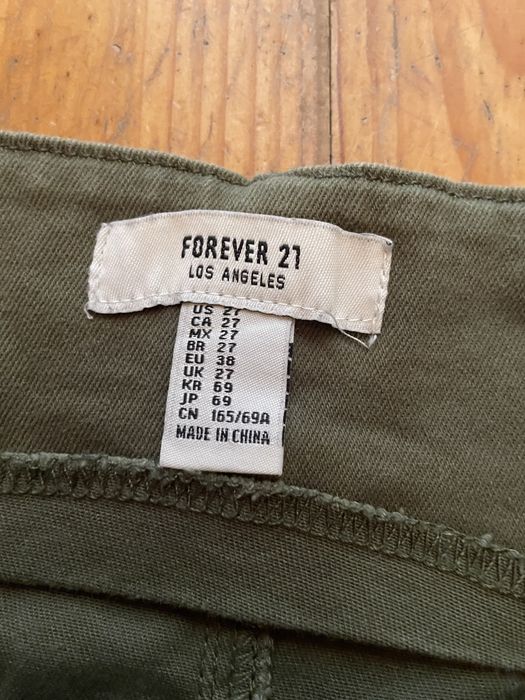 FOREVER 21
LOS ANGELES
US 27
CA 27
MX 27
BR 27
EU 38
UK 27
KR 69
JP 69
CN 165/69A
MADE IN CHINA